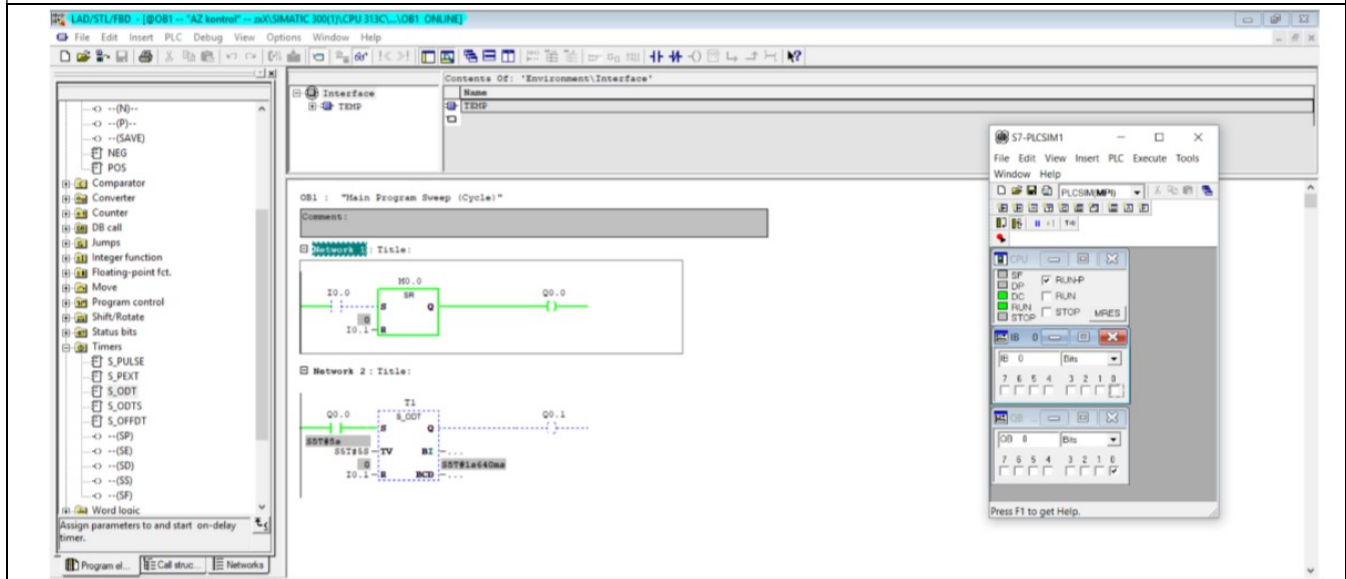 LAD/STL/FBD - [@OB1 -- "AZ kontrol" -- zaX\SIMATIC 300(1)\CPU 313C\...\OB1 ONLINE]
File Edit Insert PLC Debug View Options Window Help
--(N)--
--(P)--
--(SAVE)
NEG
POS
Comparator
Converter
Counter
DB call
Jumps
Integer function
Floating-point fct.
Move
Program control
Shift/Rotate
Status bits
Timers
S_PULSE
S_PEXT
S_ODT
S_ODTS
S_OFFDT
--(SP)
--(SE)
--(SD)
--(SS)
--(SF)
Word logic
Assign parameters to and start on-delay
timer.
Program el... Call struc... Networks
Contents Of: 'Environment\Interface'
Interface
TEMP
Name
TEMP
OB1 : "Main Program Sweep (Cycle)"
Comment:
Network 1: Title:
M0.0
I0.0 SR Q0.0
S Q
0
I0.1 R
Network 2: Title:
T1
Q0.0 S_ODT Q0.1
S Q
S5T#5s
S5T#5S TV BI ...
0 S5T#1s640ms
I0.1 R BCD ...
S7-PLCSIM1
File Edit View Insert PLC Execute Tools
Window Help
PLCSIM(MPI)
T=0
CPU
SF
DP
DC
RUN
STOP
RUN-P
RUN
STOP MRES
IB 0
IB 0 Bits
7 6 5 4 3 2 1 0
QB ...
QB 0 Bits
7 6 5 4 3 2 1 0
Press F1 to get Help.